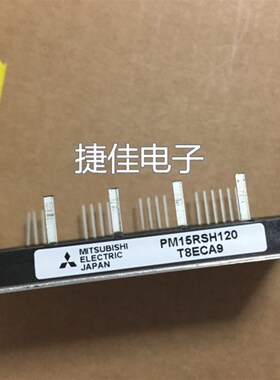 捷佳电子
MITSUBISHI
ELECTRIC
JAPAN
PM15RSH120
T8ECA9